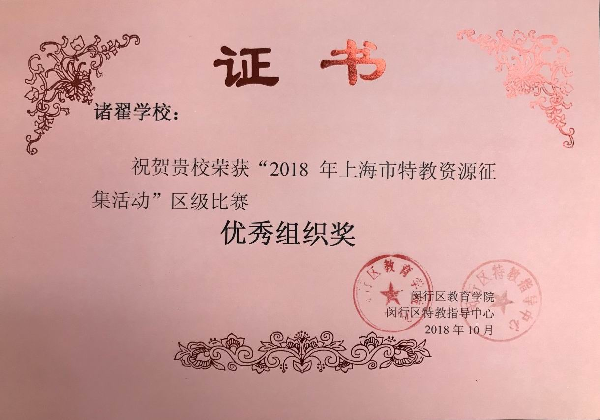 证书
诸翟学校：
祝贺贵校荣获“2018 年上海市特教资源征
集活动”区级比赛
优秀组织奖
闵行区教育学院
闵行区特教指导中心
2018 年 10 月
行区教育学
行区特教指导中心